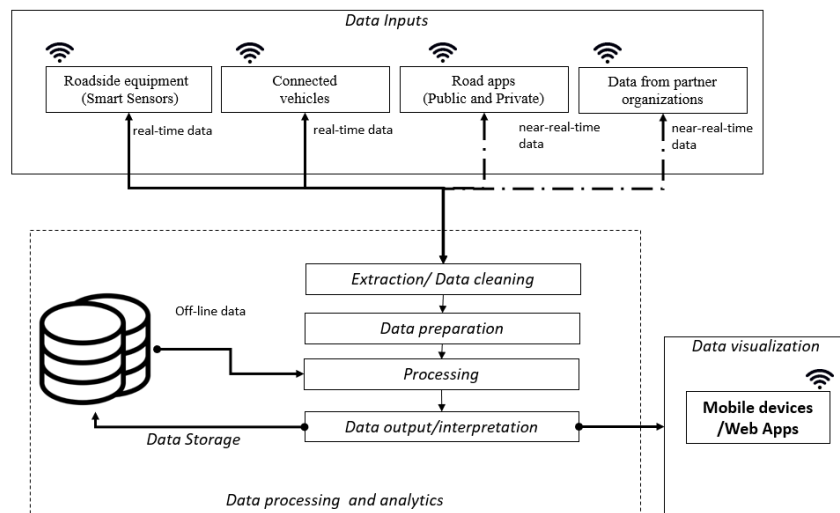 Data Inputs
Roadside equipment
(Smart Sensors)
Connected
vehicles
Road apps
(Public and Private)
Data from partner
organizations
real-time data
real-time data
near-real-time
data
near-real-time
data
Extraction/ Data cleaning
Off-line data
Data preparation
Processing
Data output/interpretation
Data Storage
Data processing and analytics
Data visualization
Mobile devices
/Web Apps